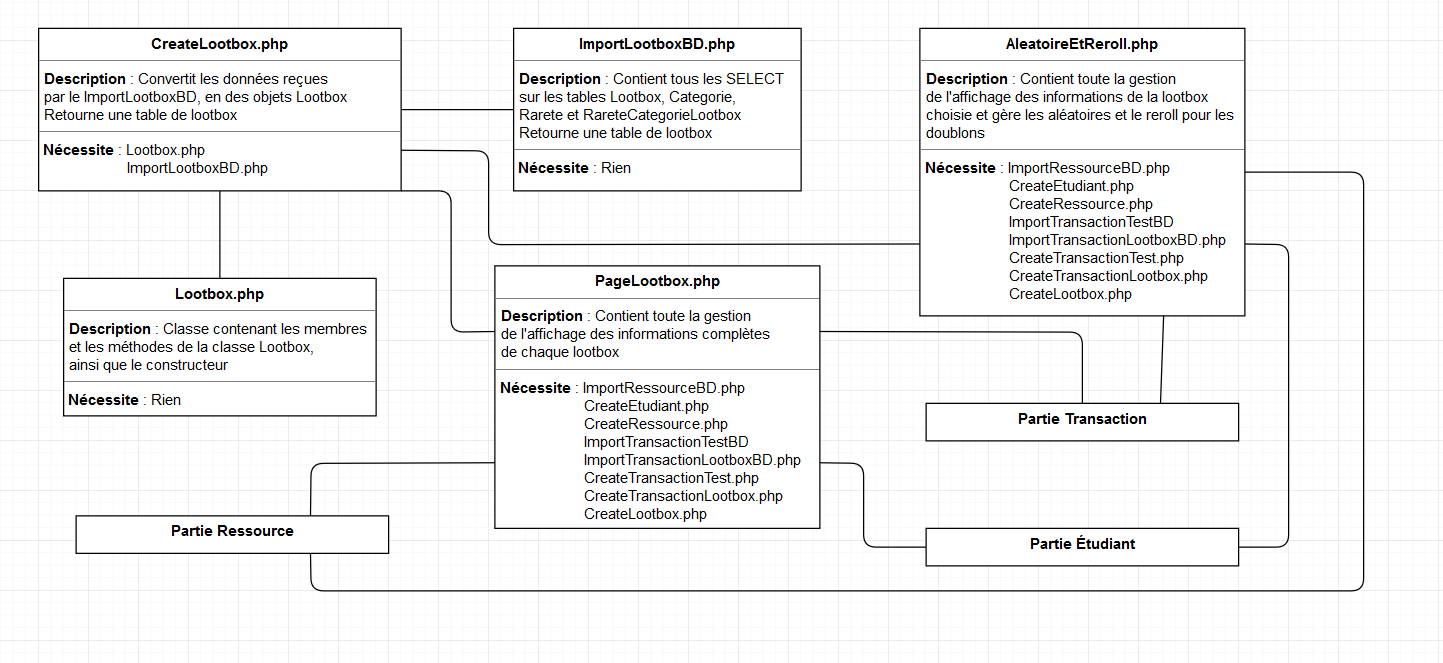 CreateLootbox.php
Description : Convertit les données reçues
par le ImportLootboxBD, en des objets Lootbox
Retourne une table de lootbox
Nécessite : Lootbox.php
ImportLootboxBD.php
ImportLootboxBD.php
Description : Contient tous les SELECT
sur les tables Lootbox, Categorie,
Rarete et RareteCategorieLootbox
Retourne une table de lootbox
Nécessite : Rien
AleatoireEtReroll.php
Description : Contient toute la gestion
de l'affichage des informations de la lootbox
choisie et gère les aléatoires et le reroll pour les
doublons
Nécessite : ImportRessourceBD.php
CreateEtudiant.php
CreateRessource.php
ImportTransactionTestBD
ImportTransactionLootboxBD.php
CreateTransactionTest.php
CreateTransactionLootbox.php
CreateLootbox.php
Lootbox.php
Description : Classe contenant les membres
et les méthodes de la classe Lootbox,
ainsi que le constructeur
Nécessite : Rien
PageLootbox.php
Description : Contient toute la gestion
de l'affichage des informations complètes
de chaque lootbox
Nécessite : ImportRessourceBD.php
CreateEtudiant.php
CreateRessource.php
ImportTransactionTestBD
ImportTransactionLootboxBD.php
CreateTransactionTest.php
CreateTransactionLootbox.php
CreateLootbox.php
Partie Transaction
Partie Ressource
Partie Étudiant